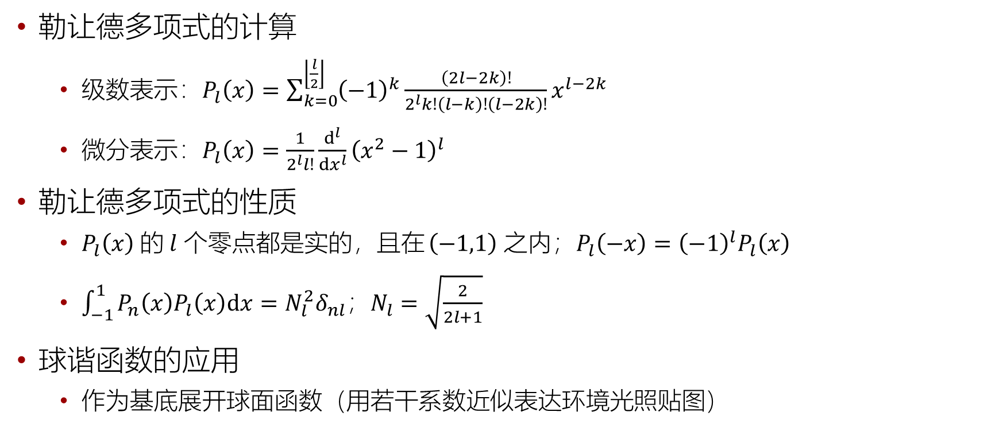 • 勒让德多项式的计算
• 级数表示：$P_l(x) = \sum_{k=0}^{\left\lfloor \frac{l}{2} \right\rfloor} (-1)^k \frac{(2l-2k)!}{2^l k!(l-k)!(l-2k)!} x^{l-2k}$
• 微分表示：$P_l(x) = \frac{1}{2^l l!} \frac{\mathrm{d}^l}{\mathrm{d}x^l} (x^2 - 1)^l$
• 勒让德多项式的性质
• $P_l(x)$ 的 $l$ 个零点都是实的，且在 $(-1,1)$ 之内；$P_l(-x) = (-1)^l P_l(x)$
• $\int_{-1}^{1} P_n(x) P_l(x) \mathrm{d}x = N_l^2 \delta_{nl}$；$N_l = \sqrt{\frac{2}{2l+1}}$
• 球谐函数的应用
• 作为基底展开球面函数（用若干系数近似表达环境光照贴图）